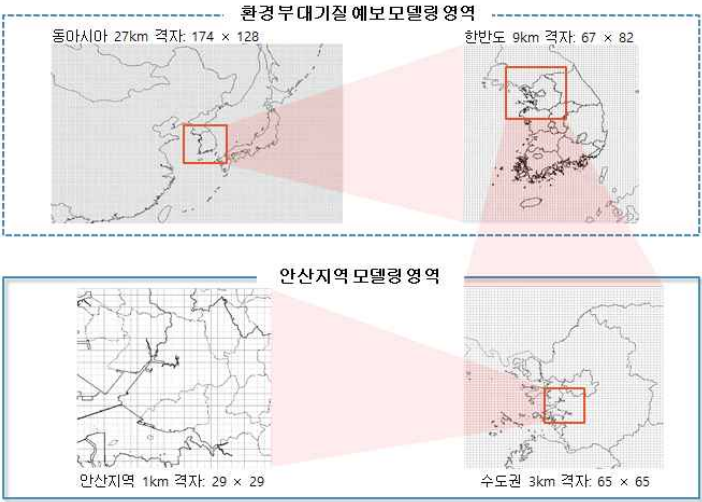 환경부 대기질 예보 모델링 영역
동아시아 27km 격자: 174 × 128
한반도 9km 격자: 67 × 82
안산지역 모델링 영역
안산지역 1km 격자: 29 × 29
수도권 3km 격자: 65 × 65